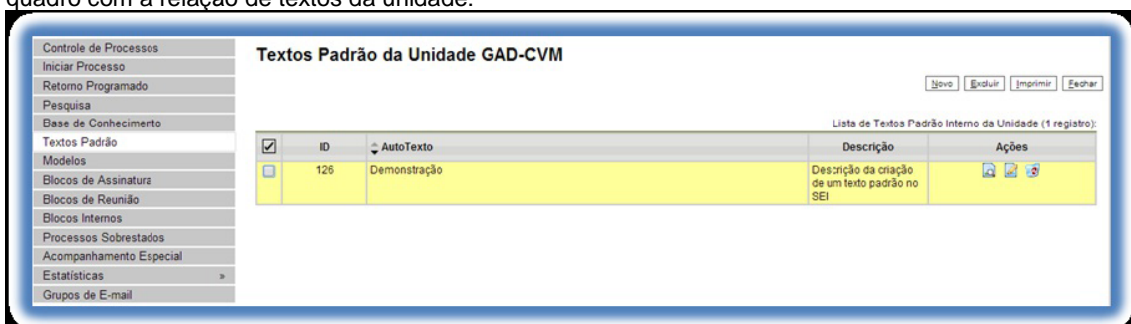 quadro com a relação de textos da unidade.
Controle de Processos
Iniciar Processo
Retorno Programado
Pesquisa
Base de Conhecimento
Textos Padrão
Modelos
Blocos de Assinatura
Blocos de Reunião
Blocos Internos
Processos Sobrestados
Acompanhamento Especial
Estatísticas »
Grupos de E-mail
Textos Padrão da Unidade GAD-CVM
Novo Excluir Imprimir Fechar
Lista de Textos Padrão Interno da Unidade (1 registro):
ID AutoTexto Descrição Ações
126 Demonstração Descrição da criação
de um texto padrão no
SEI